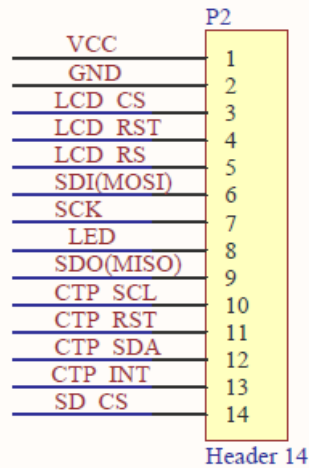 P2
VCC 1
GND 2
LCD_CS 3
LCD_RST 4
LCD_RS 5
SDI(MOSI) 6
SCK 7
LED 8
SDO(MISO) 9
CTP_SCL 10
CTP_RST 11
CTP_SDA 12
CTP_INT 13
SD_CS 14
Header 14